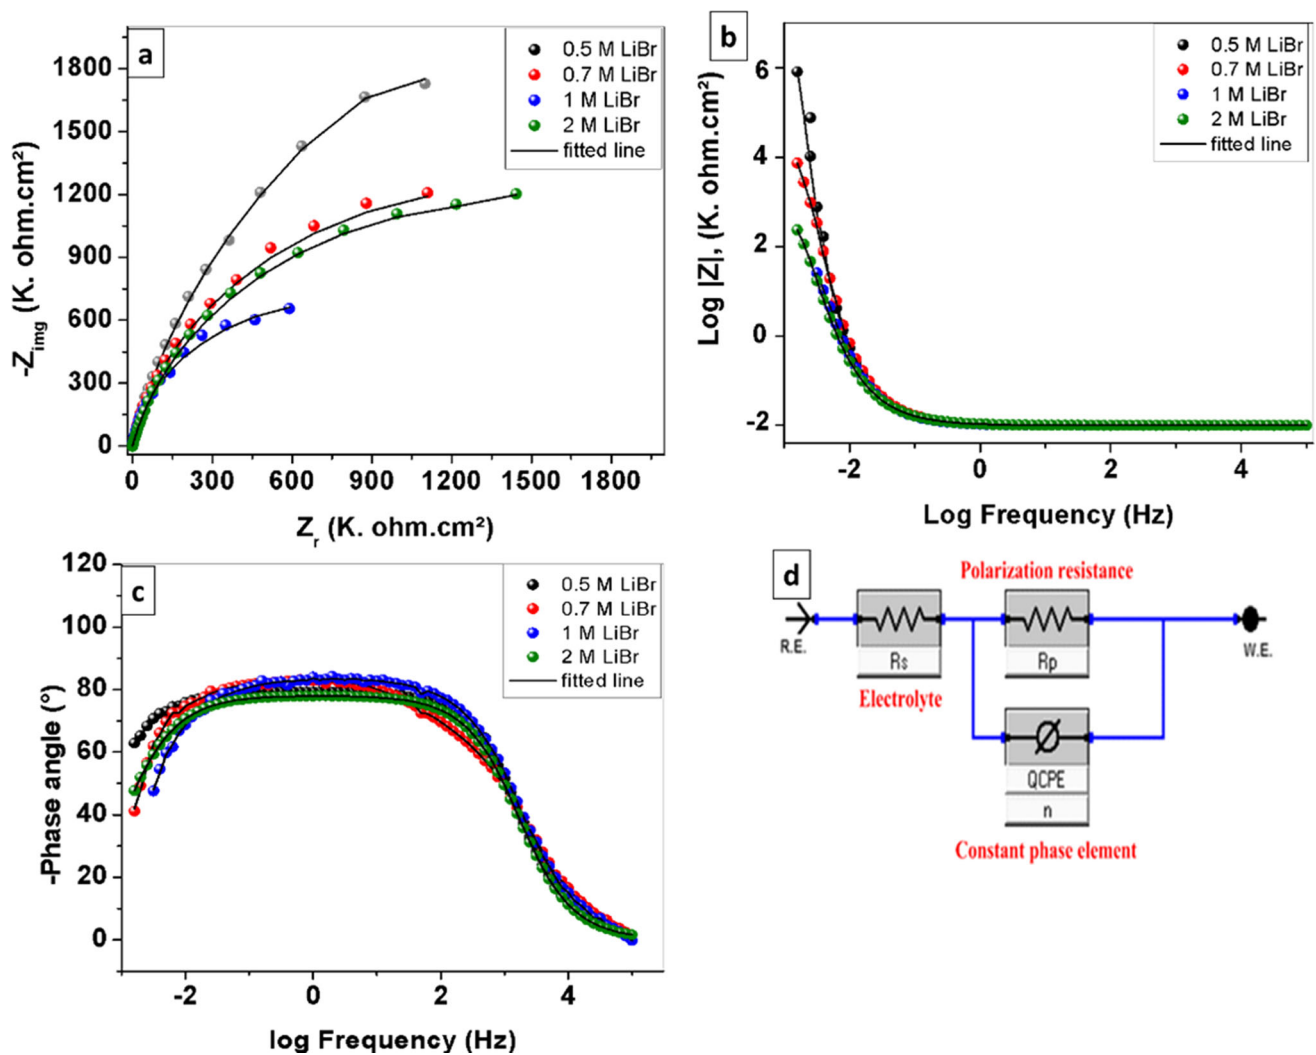 a
0.5 M LiBr
0.7 M LiBr
1 M LiBr
2 M LiBr
fitted line
1800
1500
1200
900
600
300
0
-Zimg (K. ohm.cm²)
0 300 600 900 1200 1500 1800
Zr (K. ohm.cm²)
b
0.5 M LiBr
0.7 M LiBr
1 M LiBr
2 M LiBr
fitted line
6
4
2
0
-2
Log |Z|, (K. ohm.cm²)
-2 0 2 4
Log Frequency (Hz)
c
0.5 M LiBr
0.7 M LiBr
1 M LiBr
2 M LiBr
fitted line
120
100
80
60
40
20
0
-Phase angle (°)
-2 0 2 4
log Frequency (Hz)
d
Polarization resistance
R.E.
Rs
Rp
W.E.
Electrolyte
QCPE
n
Constant phase element